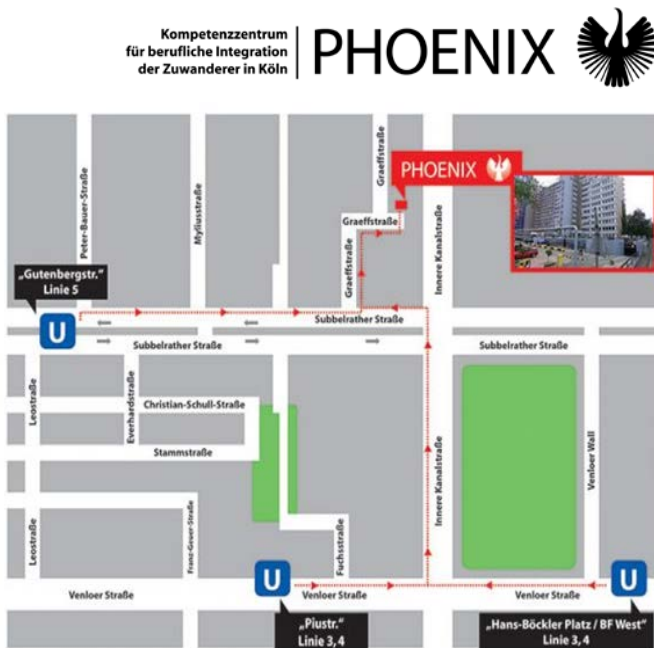 Kompetenzzentrum
für berufliche Integration
der Zuwanderer in Köln
PHOENIX
Peter-Bauer-Straße
Myliusstraße
Graeffstraße
PHOENIX
Graeffstraße
Graeffstraße
Innere Kanalstraße
„Gutenbergstr.“
Linie 5
U
Subbelrather Straße
Subbelrather Straße
Subbelrather Straße
Leostraße
Everhardstraße
Christian-Schull-Straße
Stammstraße
Venloer Wall
Innere Kanalstraße
Leostraße
Franz-Geuer-Straße
Fuchsstraße
U
U
Venloer Straße
Venloer Straße
Venloer Straße
„Piustr.“
Linie 3, 4
„Hans-Böckler Platz / BF West“
Linie 3, 4